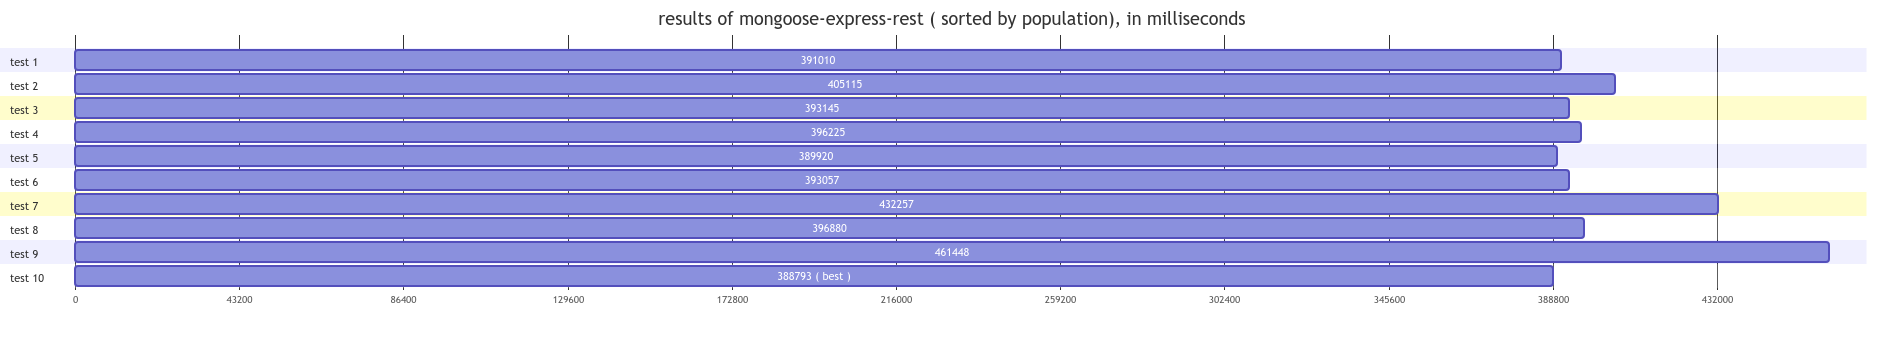 results of mongoose-express-rest ( sorted by population), in milliseconds
test 1 391010
test 2 405115
test 3 393145
test 4 396225
test 5 389920
test 6 393057
test 7 432257
test 8 396880
test 9 461448
test 10 388793 ( best )
0 43200 86400 129600 172800 216000 259200 302400 345600 388800 432000